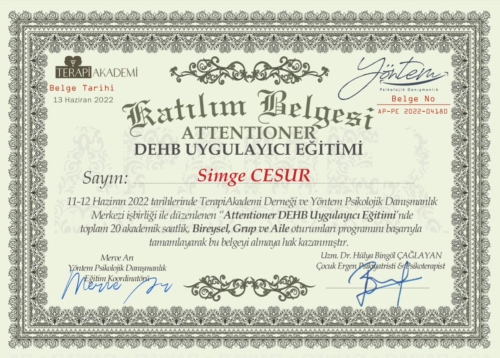 TERAPİAKADEMİ
Belge Tarihi
13 Haziran 2022
Yöntem
Psikolojik Danışmanlık
Belge No
AP-PE 2022-04180
Katılım Belgesi
ATTENTIONER
DEHB UYGULAYICI EĞİTİMİ
Sayın: Simge CESUR
11-12 Haziran 2022 tarihlerinde TerapiAkademi Derneği ve Yöntem Psikolojik Danışmanlık
Merkezi işbirliği ile düzenlenen "Attentioner DEHB Uygulayıcı Eğitimi"nde
toplam 20 akademik saatlik, Bireysel, Grup ve Aile oturumları programını başarıyla
tamamlayarak bu belgeyi almaya hak kazanmıştır.
Merve Arı
Yöntem Psikolojik Danışmanlık
Eğitim Koordinatörü
Uzm. Dr. Hülya Bingöl ÇAĞLAYAN
Çocuk Ergen Psikiyatristi & Psikoterapist